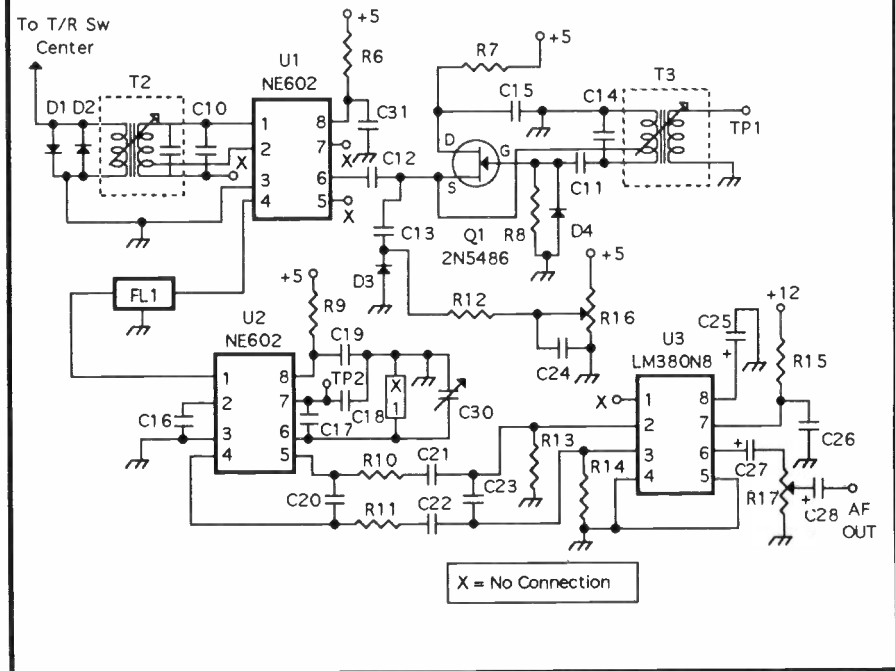 To T/R Sw
Center
T2
D1 D2
C10
U1
NE602
+5
R6
C31
1
2
3
4
8
7
6
5
X
X
X
C12
R7
+5
C15
C14
T3
TP1
D
G
S
C11
R8
D4
Q1
2N5486
C13
D3
R12
+5
R16
C24
FL1
U2
NE602
+5
R9
C19
TP2
X
1
C30
C18
C17
C16
1
2
3
4
8
7
6
5
R10
C21
C20
R11
C22
C23
R13
R14
U3
LM380N8
C25
+
+12
R15
C26
X
1
2
3
4
8
7
6
5
+
C27
R17
+
C28
AF
OUT
X = No Connection